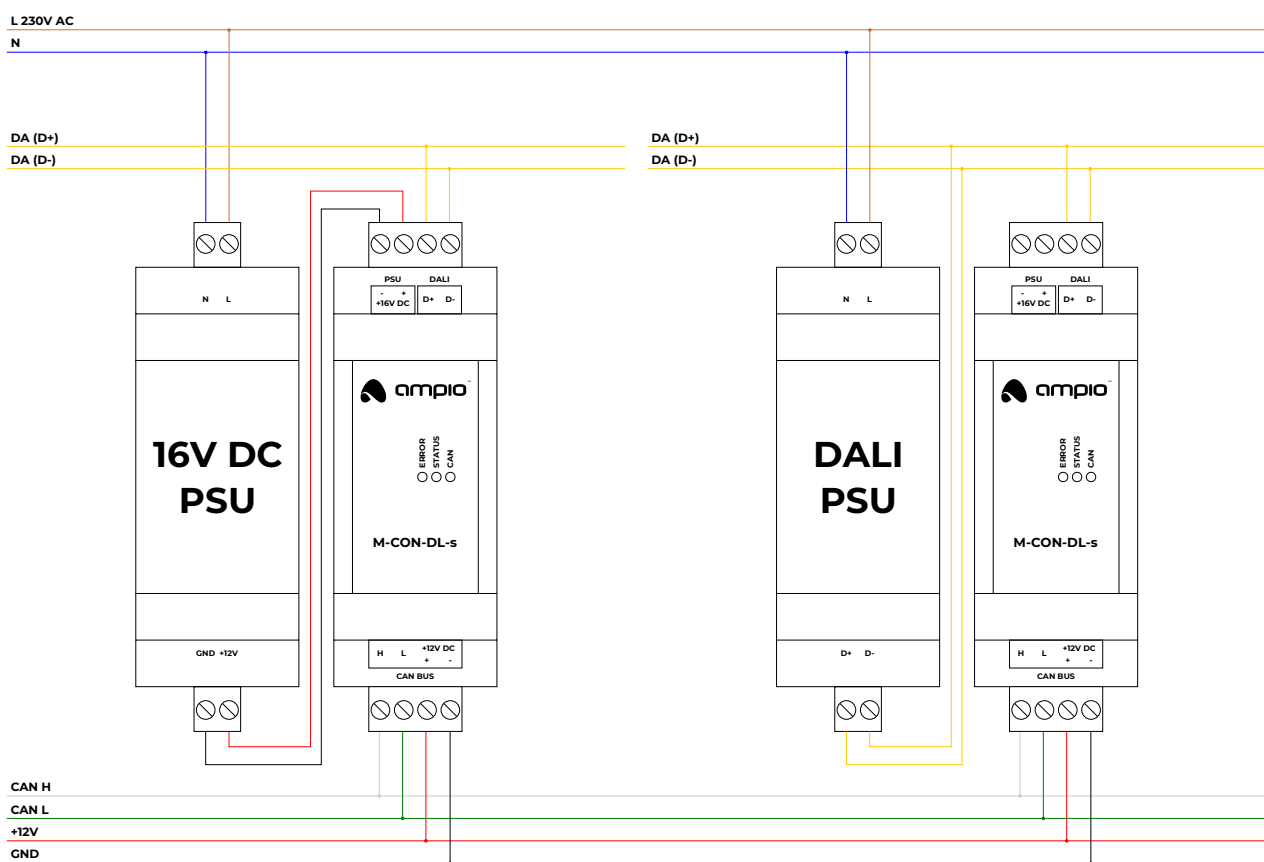 L 230V AC
N
DA (D+)
DA (D-)
DA (D+)
DA (D-)
N L
PSU DALI
- +
+16V DC D+ D-
ampio™
ERROR
STATUS
CAN
16V DC
PSU
M-CON-DL-s
GND +12V
H L +12V DC
+ -
CAN BUS
N L
PSU DALI
- +
+16V DC D+ D-
ampio™
ERROR
STATUS
CAN
DALI
PSU
M-CON-DL-s
D+ D-
H L +12V DC
+ -
CAN BUS
CAN H
CAN L
+12V
GND